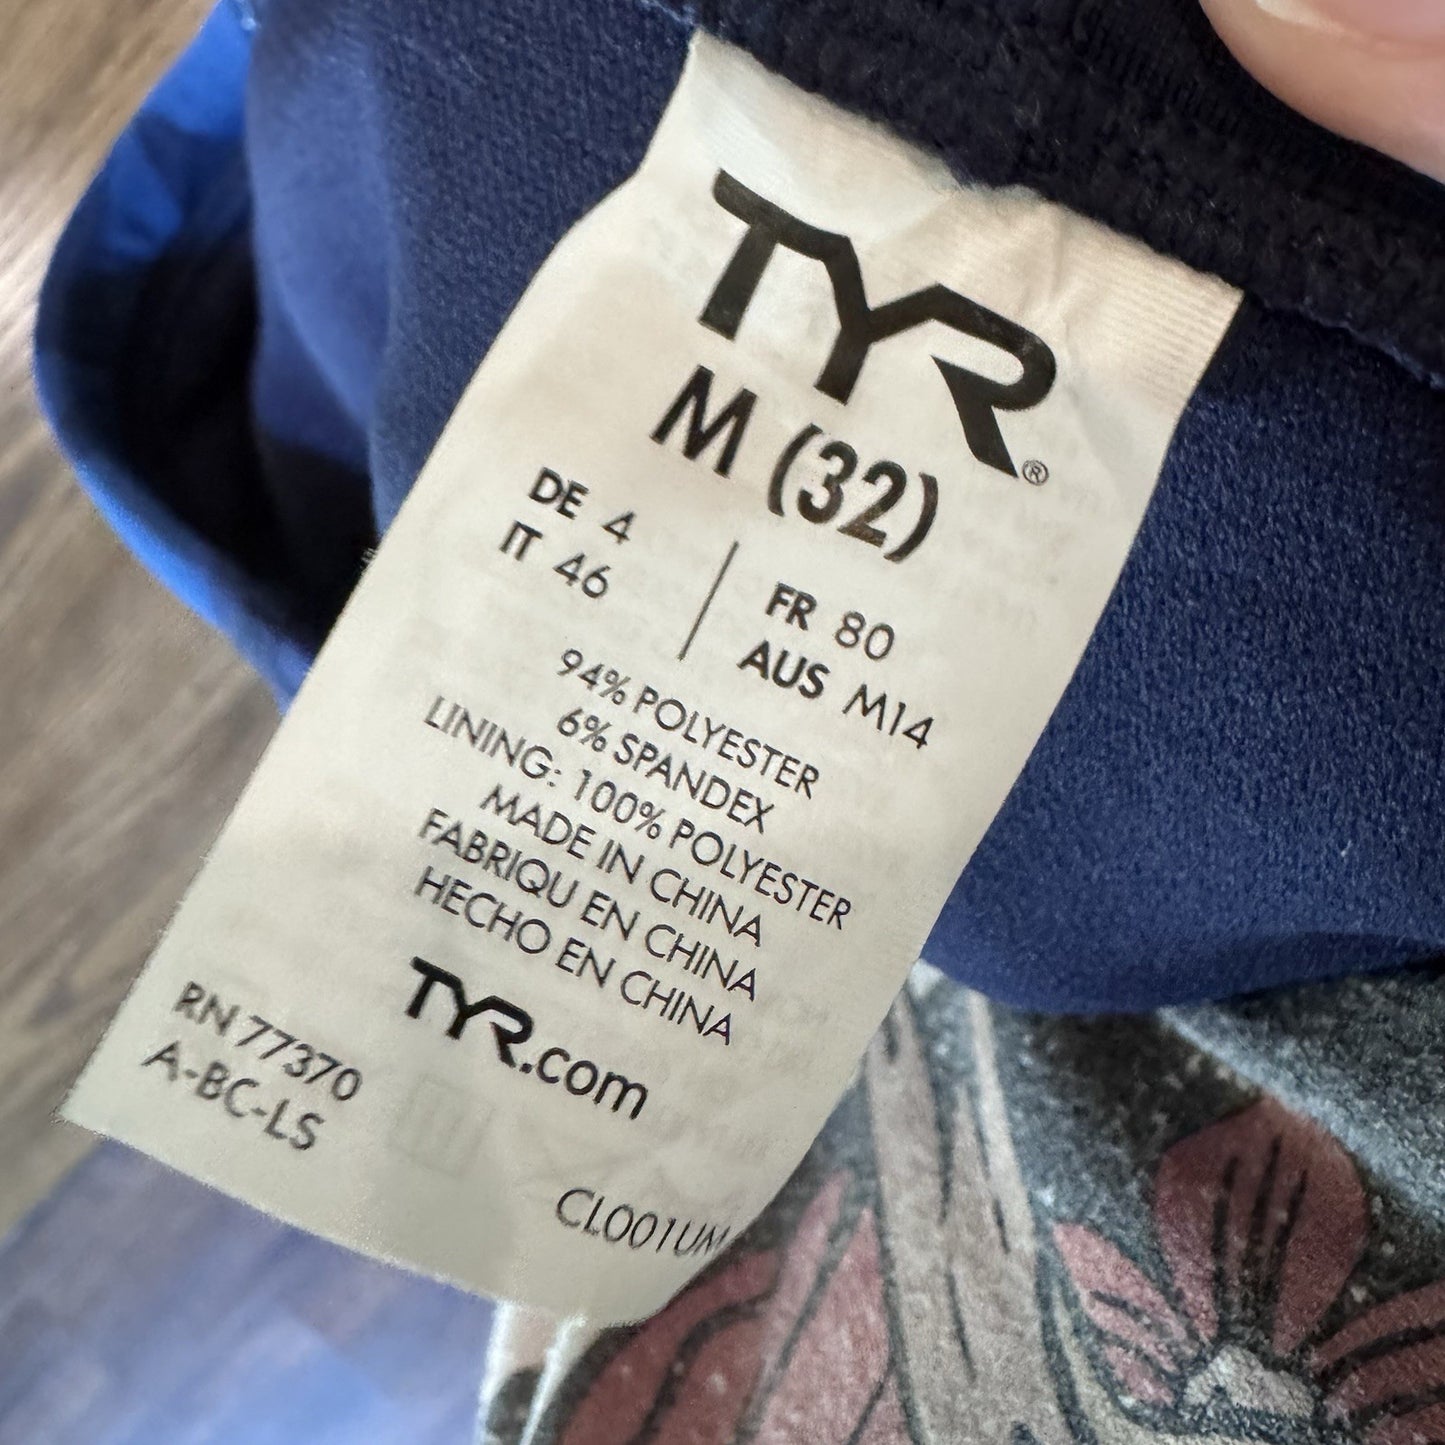 TYR®
M (32)
DE 4
IT 46
FR 80
AUS M14
94% POLYESTER
6% SPANDEX
LINING: 100% POLYESTER
MADE IN CHINA
FABRIQU EN CHINA
HECHO EN CHINA
TYR.com
RN 77370
A-BC-LS
CL001UM